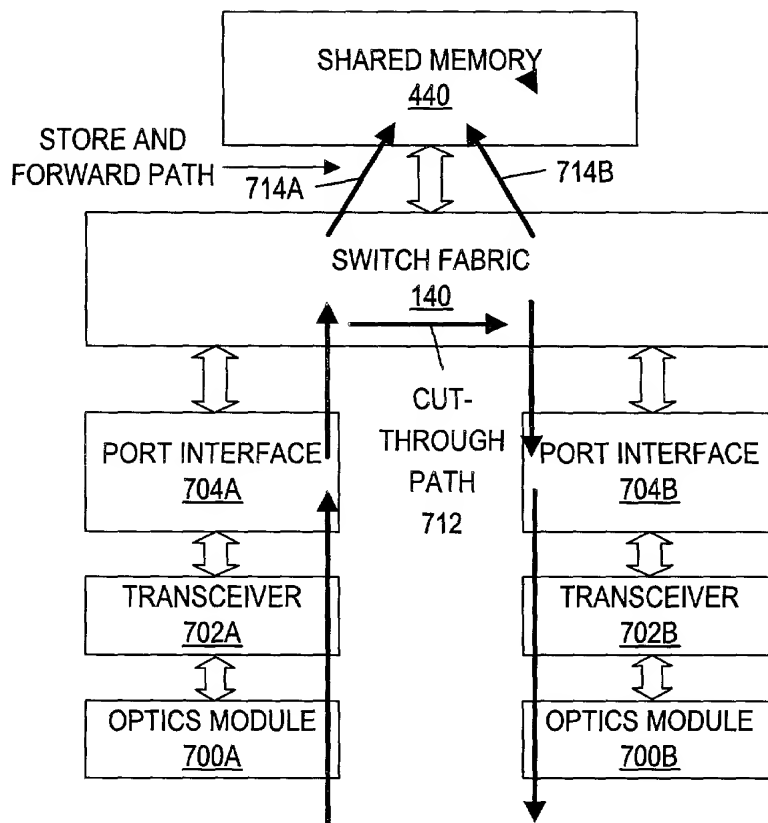 SHARED MEMORY
440
STORE AND
FORWARD PATH
714A
714B
SWITCH FABRIC
140
CUT-
THROUGH
PATH
712
PORT INTERFACE
704A
PORT INTERFACE
704B
TRANSCEIVER
702A
TRANSCEIVER
702B
OPTICS MODULE
700A
OPTICS MODULE
700B